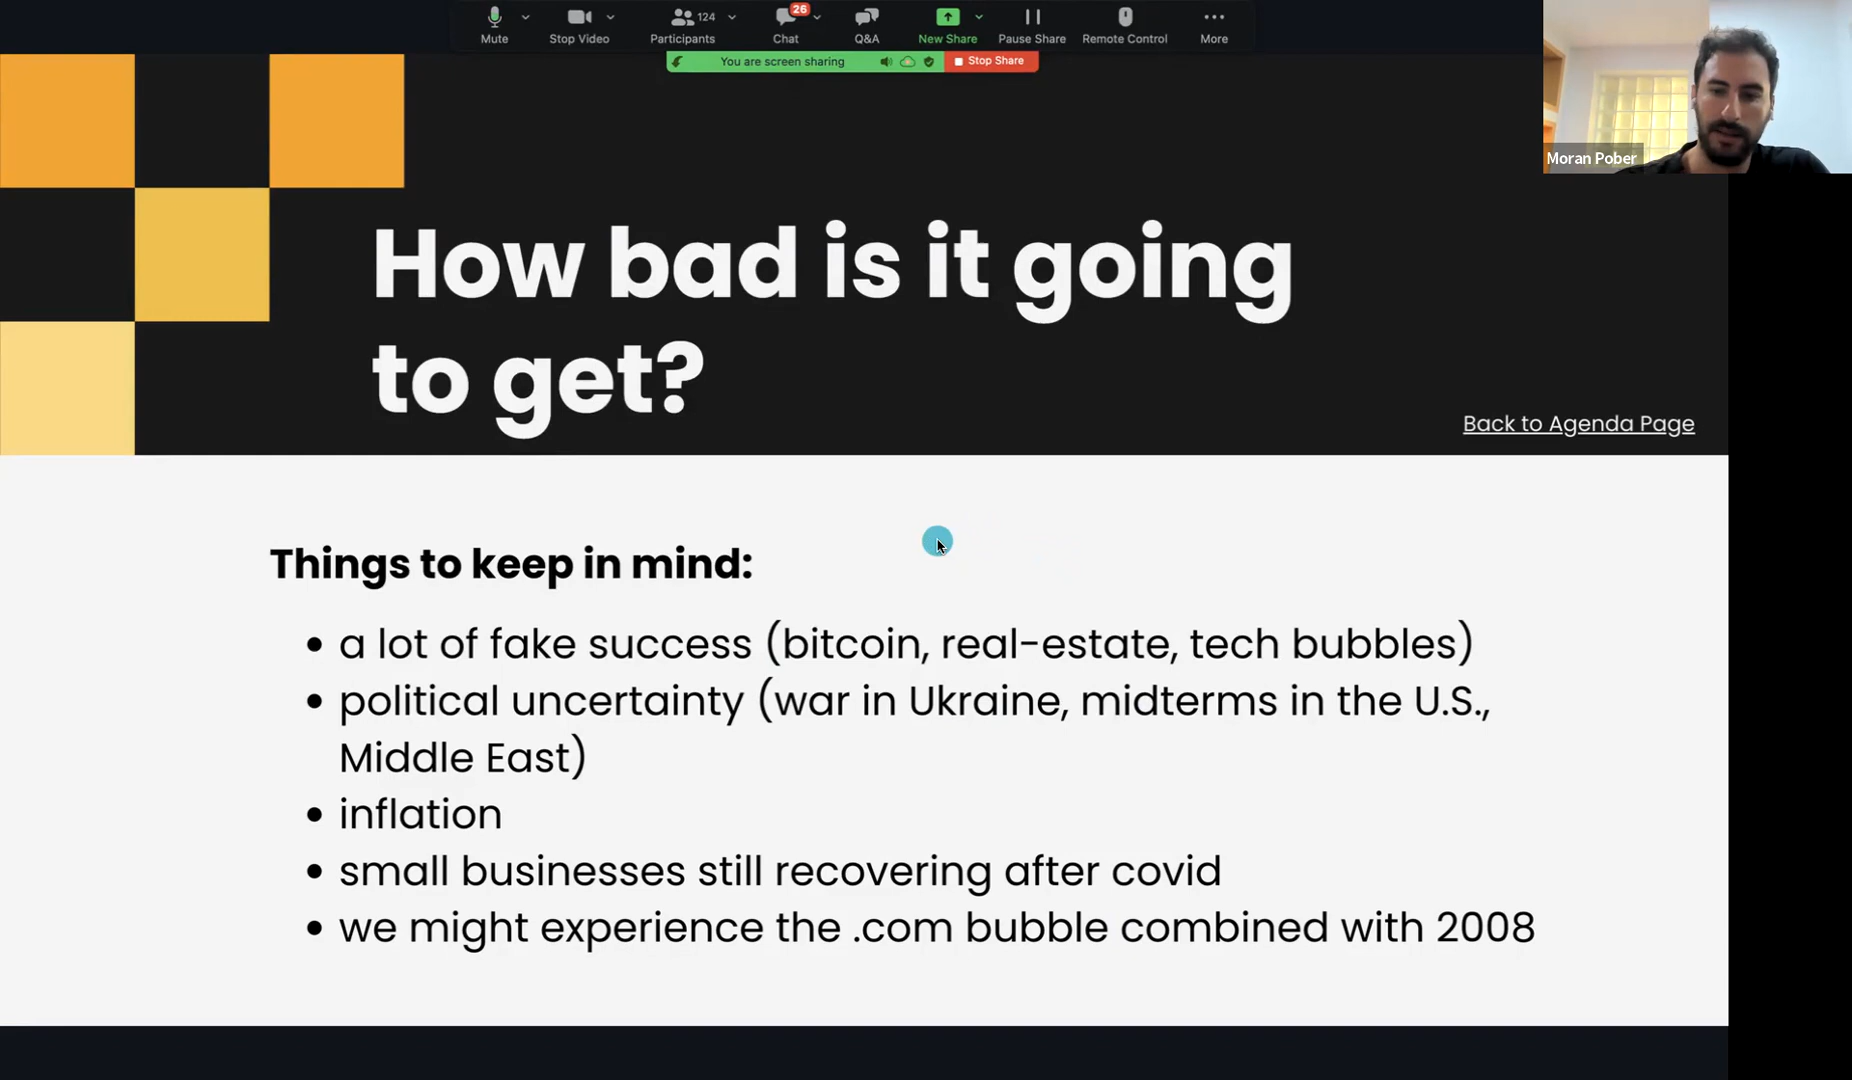 Mute
Stop Video
Participants
124
Chat
26
Q&A
New Share
Pause Share
Remote Control
More
You are screen sharing
Stop Share
Moran Pober
How bad is it going
to get?
Back to Agenda Page
Things to keep in mind:
• a lot of fake success (bitcoin, real-estate, tech bubbles)
• political uncertainty (war in Ukraine, midterms in the U.S.,
Middle East)
• inflation
• small businesses still recovering after covid
• we might experience the .com bubble combined with 2008